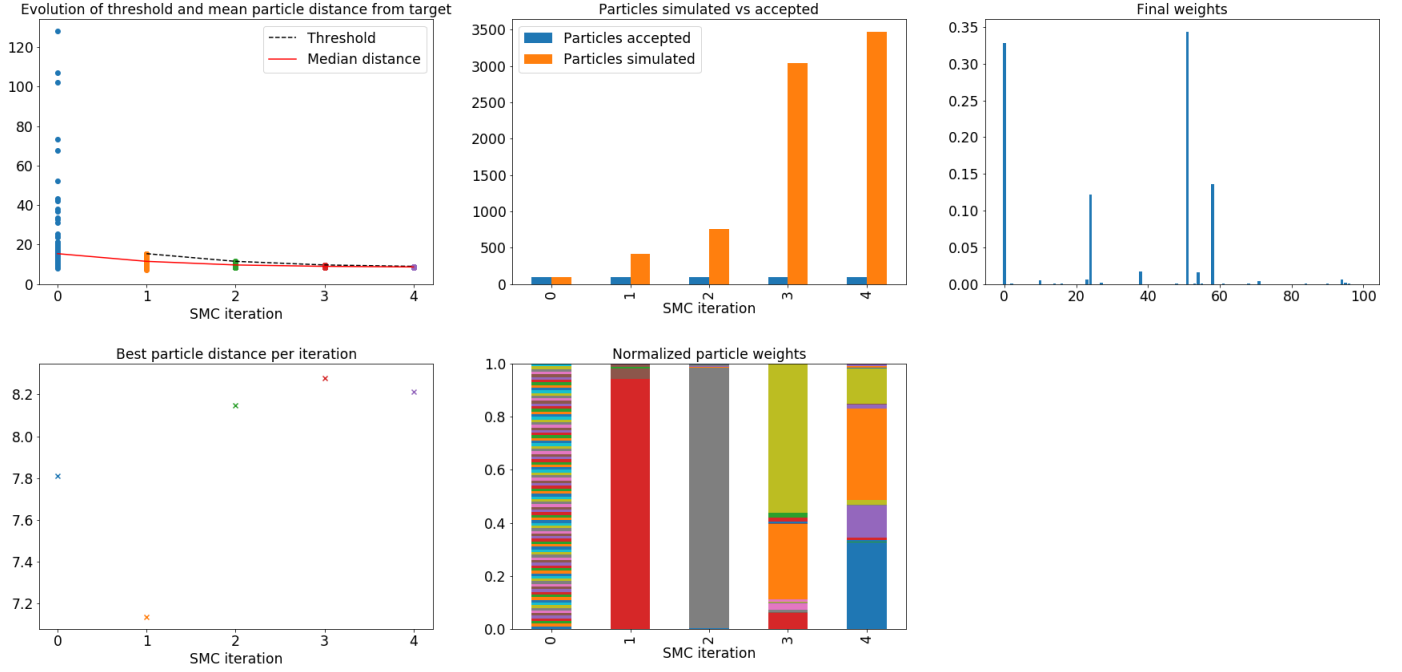 Evolution of threshold and mean particle distance from target
Threshold
Median distance
120
100
80
60
40
20
0
0 1 2 3 4
SMC iteration
Particles simulated vs accepted
Particles accepted
Particles simulated
3500
3000
2500
2000
1500
1000
500
0
0 1 2 3 4
SMC iteration
Final weights
0.35
0.30
0.25
0.20
0.15
0.10
0.05
0.00
0 20 40 60 80 100
Best particle distance per iteration
8.2
8.0
7.8
7.6
7.4
7.2
0 1 2 3 4
SMC iteration
Normalized particle weights
1.0
0.8
0.6
0.4
0.2
0.0
0 1 2 3 4
SMC iteration